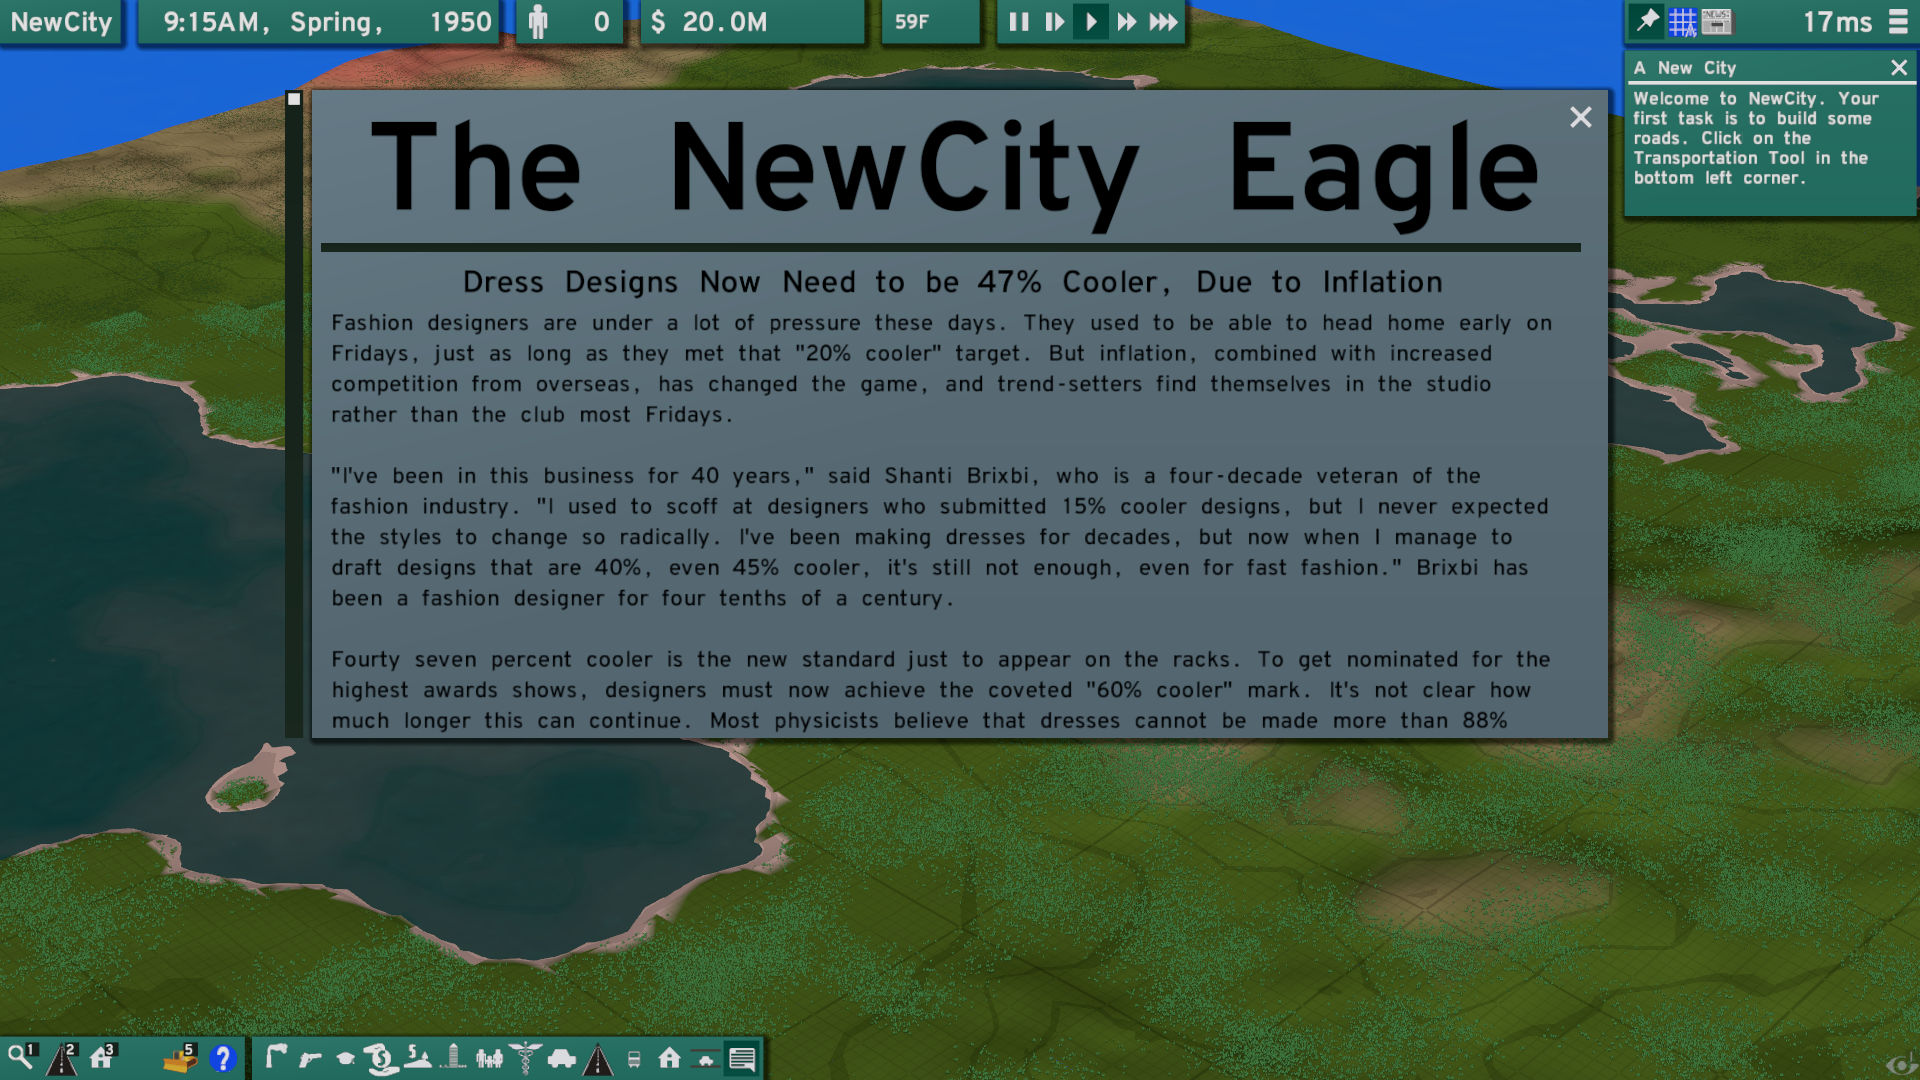 NewCity
9:15AM, Spring, 1950
0
$ 20.0M
59F
NEWS
17ms
A New City
Welcome to NewCity. Your
first task is to build some
roads. Click on the
Transportation Tool in the
bottom left corner.
The NewCity Eagle
Dress Designs Now Need to be 47% Cooler, Due to Inflation
Fashion designers are under a lot of pressure these days. They used to be able to head home early on
Fridays, just as long as they met that "20% cooler" target. But inflation, combined with increased
competition from overseas, has changed the game, and trend-setters find themselves in the studio
rather than the club most Fridays.
"I've been in this business for 40 years," said Shanti Brixbi, who is a four-decade veteran of the
fashion industry. "I used to scoff at designers who submitted 15% cooler designs, but I never expected
the styles to change so radically. I've been making dresses for decades, but now when I manage to
draft designs that are 40%, even 45% cooler, it's still not enough, even for fast fashion." Brixbi has
been a fashion designer for four tenths of a century.
Fourty seven percent cooler is the new standard just to appear on the racks. To get nominated for the
highest awards shows, designers must now achieve the coveted "60% cooler" mark. It's not clear how
much longer this can continue. Most physicists believe that dresses cannot be made more than 88%
1 2 3 5 ?